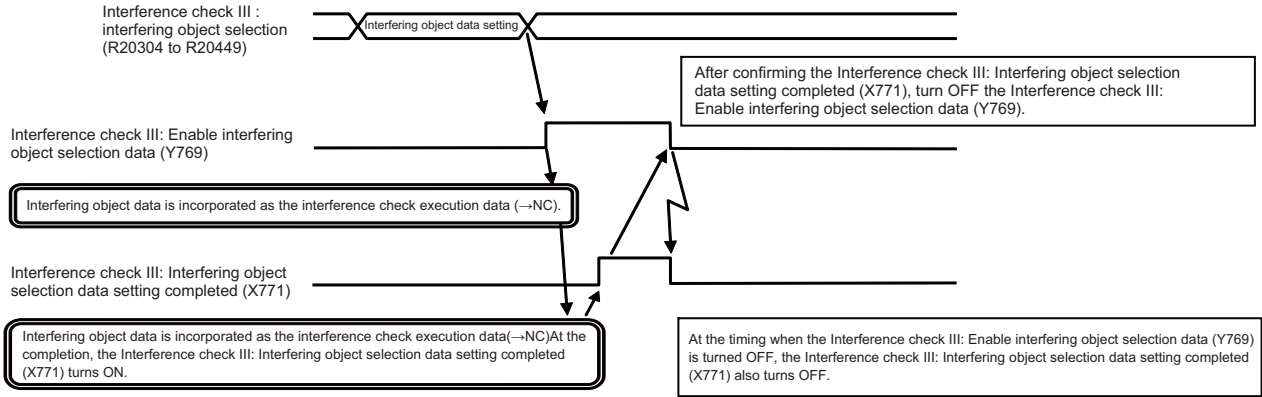 Interference check III :
interfering object selection
(R20304 to R20449)
Interfering object data setting
After confirming the Interference check III: Interfering object selection
data setting completed (X771), turn OFF the Interference check III:
Enable interfering object selection data (Y769).
Interference check III: Enable interfering
object selection data (Y769)
Interfering object data is incorporated as the interference check execution data (→NC).
Interference check III: Interfering object
selection data setting completed (X771)
Interfering object data is incorporated as the interference check execution data(→NC)At the
completion, the Interference check III: Interfering object selection data setting completed
(X771) turns ON.
At the timing when the Interference check III: Enable interfering object selection data (Y769)
is turned OFF, the Interference check III: Interfering object selection data setting completed
(X771) also turns OFF.